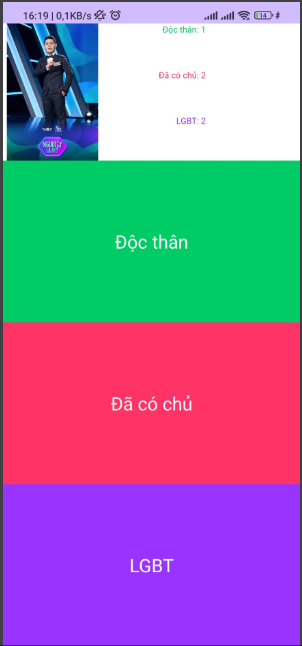 16:19 | 0,1KB/s
14
Độc thân: 1
Đã có chủ: 2
LGBT: 2
Độc thân
Đã có chủ
LGBT